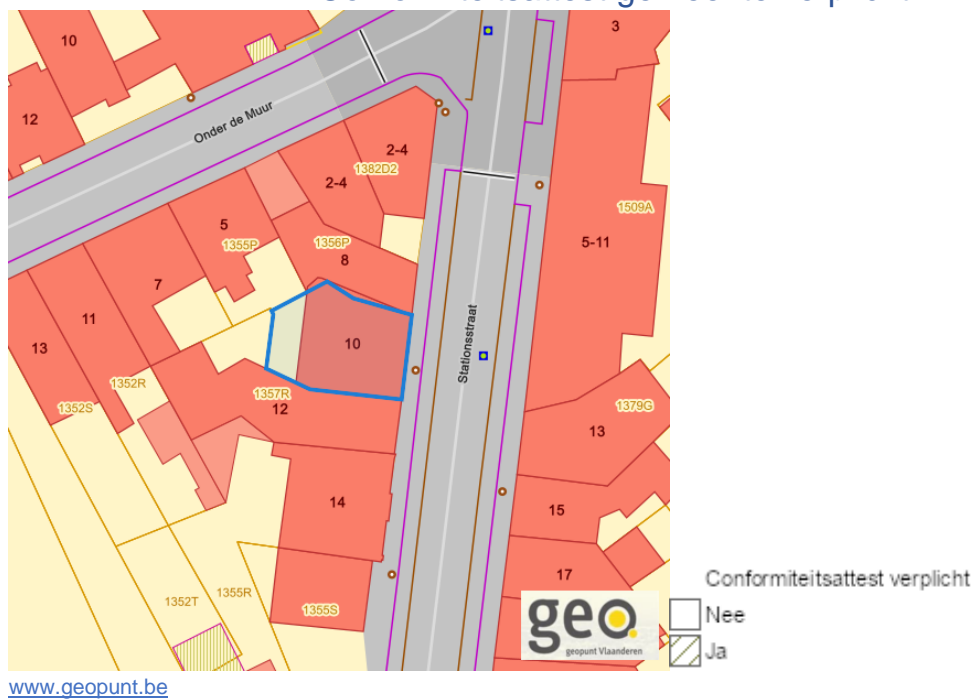 10
3
12
Onder de Muur
2-4
1382D2
2-4
1509A
5
1355P
1356P
8
5-11
7
11
10
Stationsstraat
13
1352R
1352S
1357R
12
1379G
13
14
15
17
1352T
1355R
1355S
geo
geopunt Vlaanderen
Conformiteitsattest verplicht
Nee
Ja
www.geopunt.be